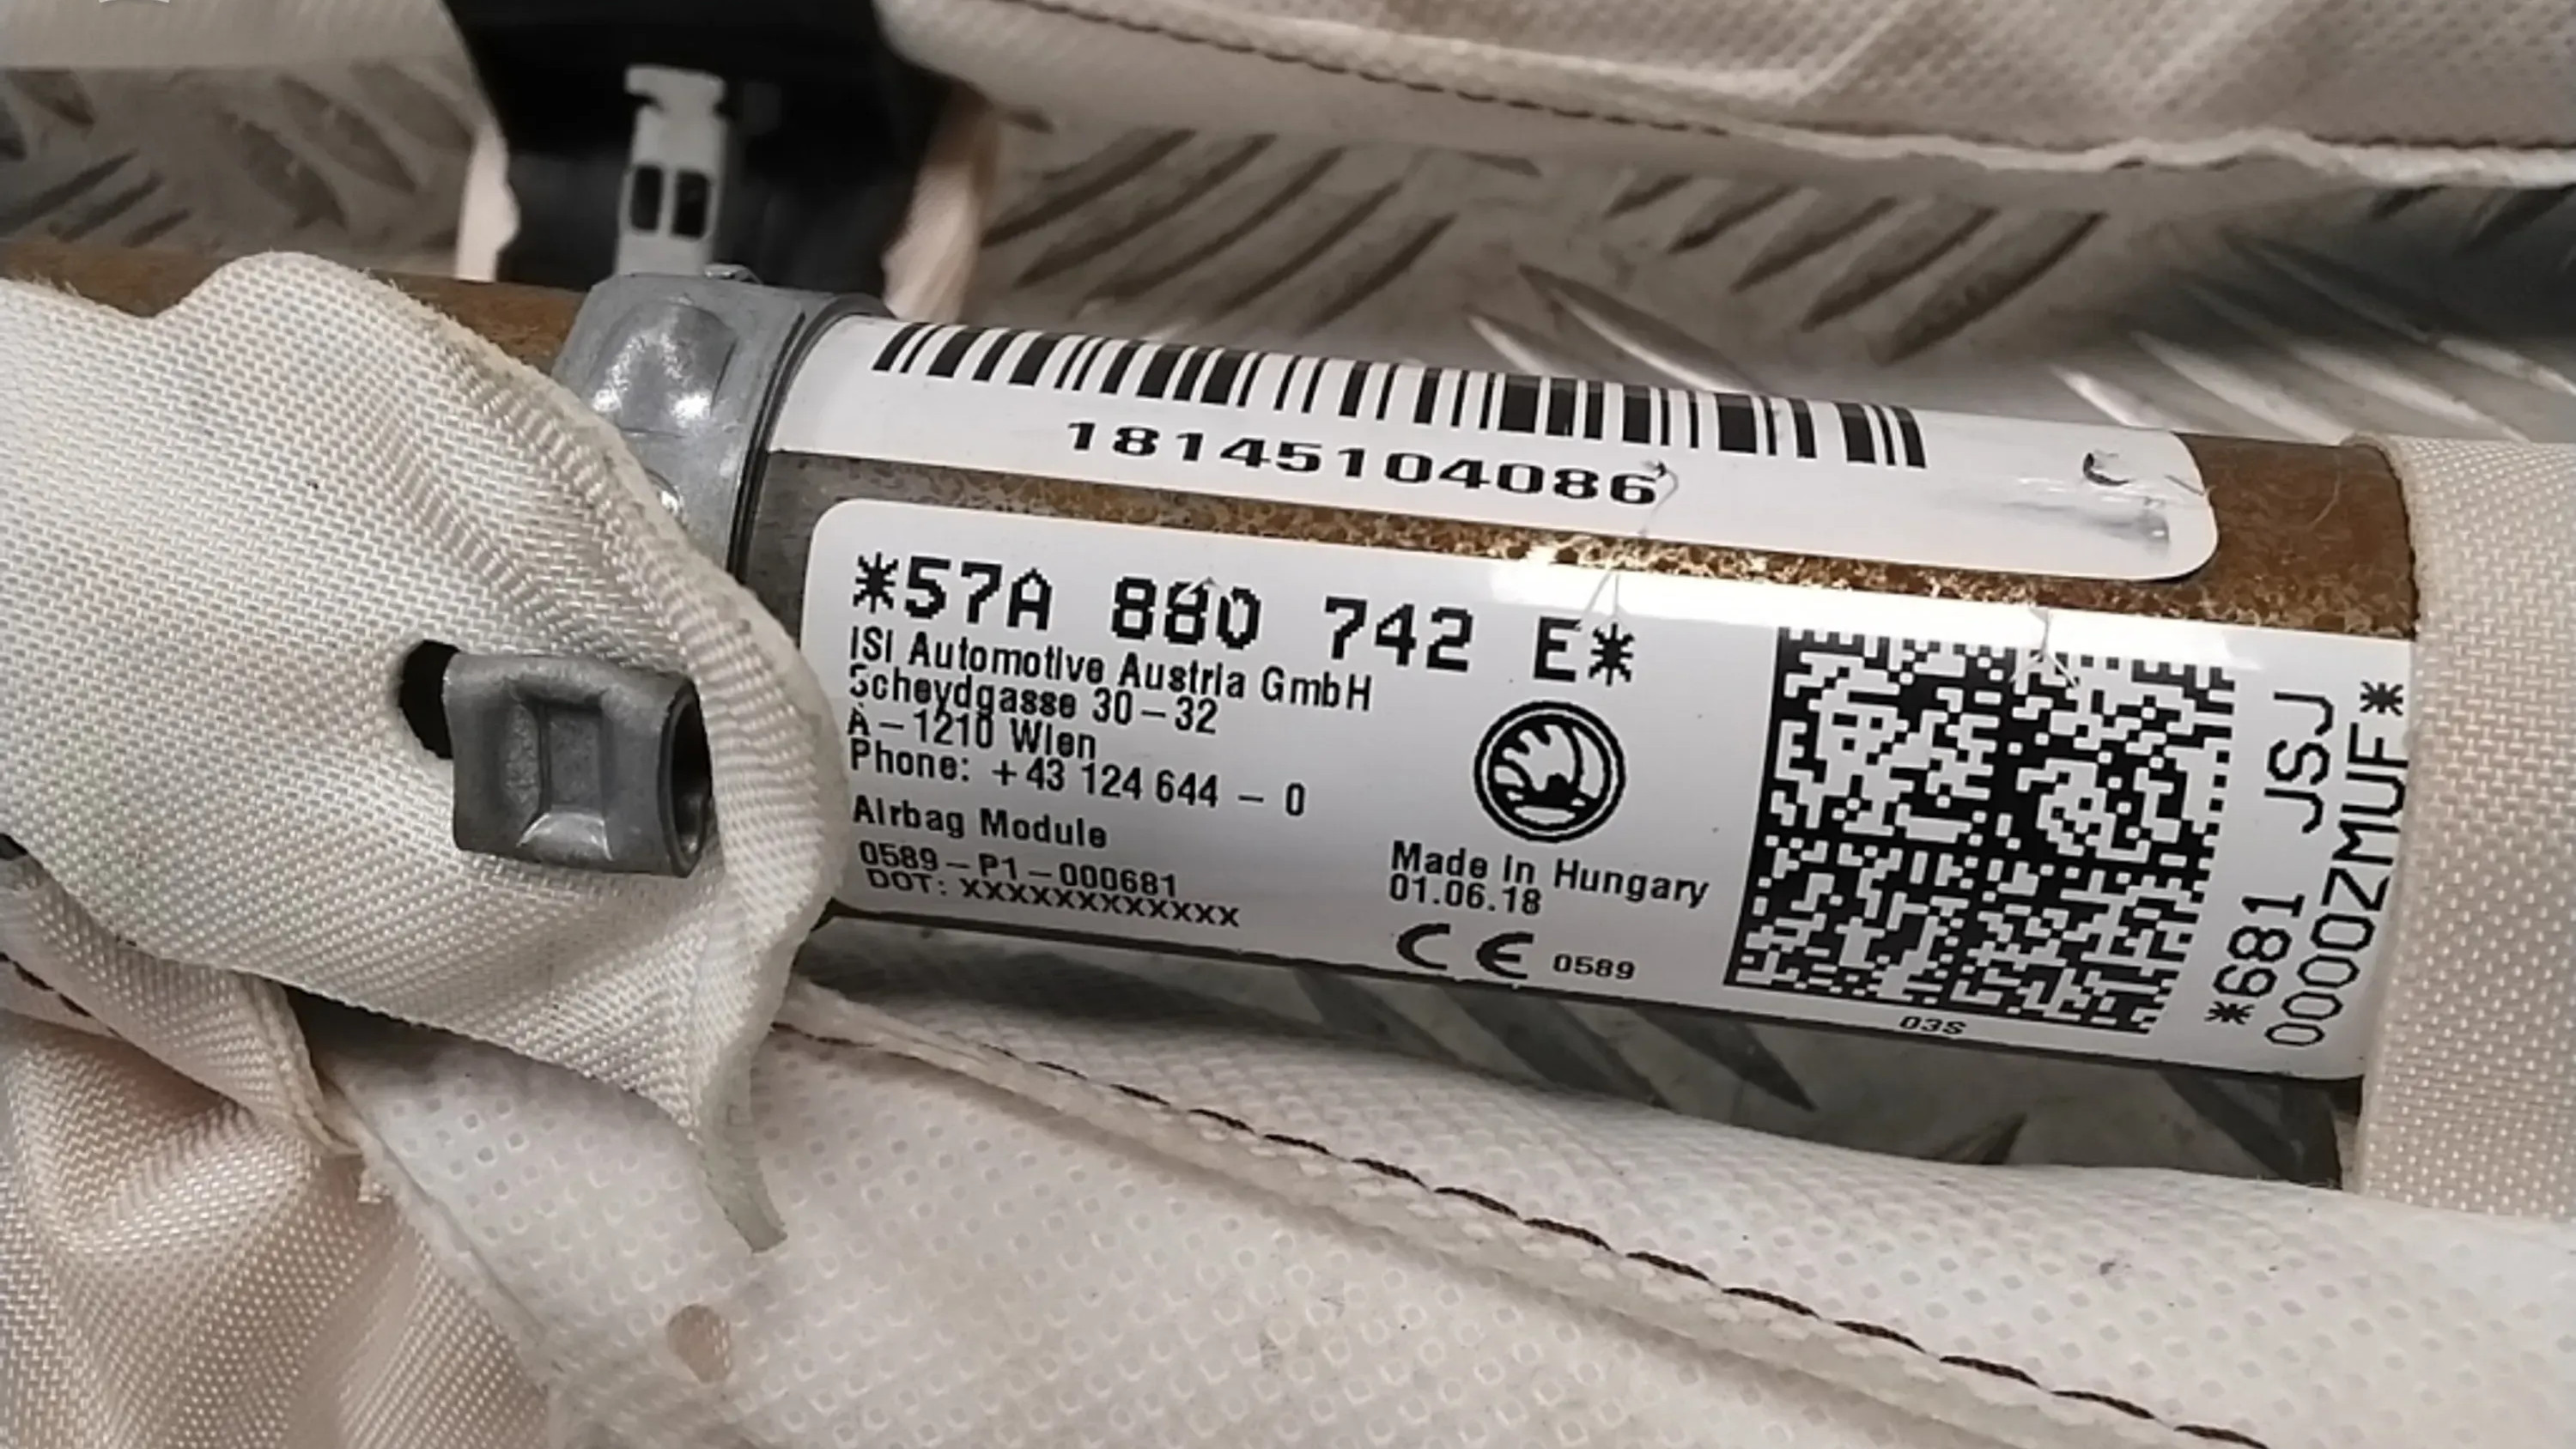 18145104086
*57A 880 742 E*
ISI Automotive Austria GmbH
Scheydgasse 30-32
A-1210 Wien
Phone: +43 124 644 - 0
Airbag Module
0589-P1-000681
DOT: XXXXXXXXXXXX
Made in Hungary
01.06.18
CE 0589
03S
*681 JSJ
0000ZMUF*